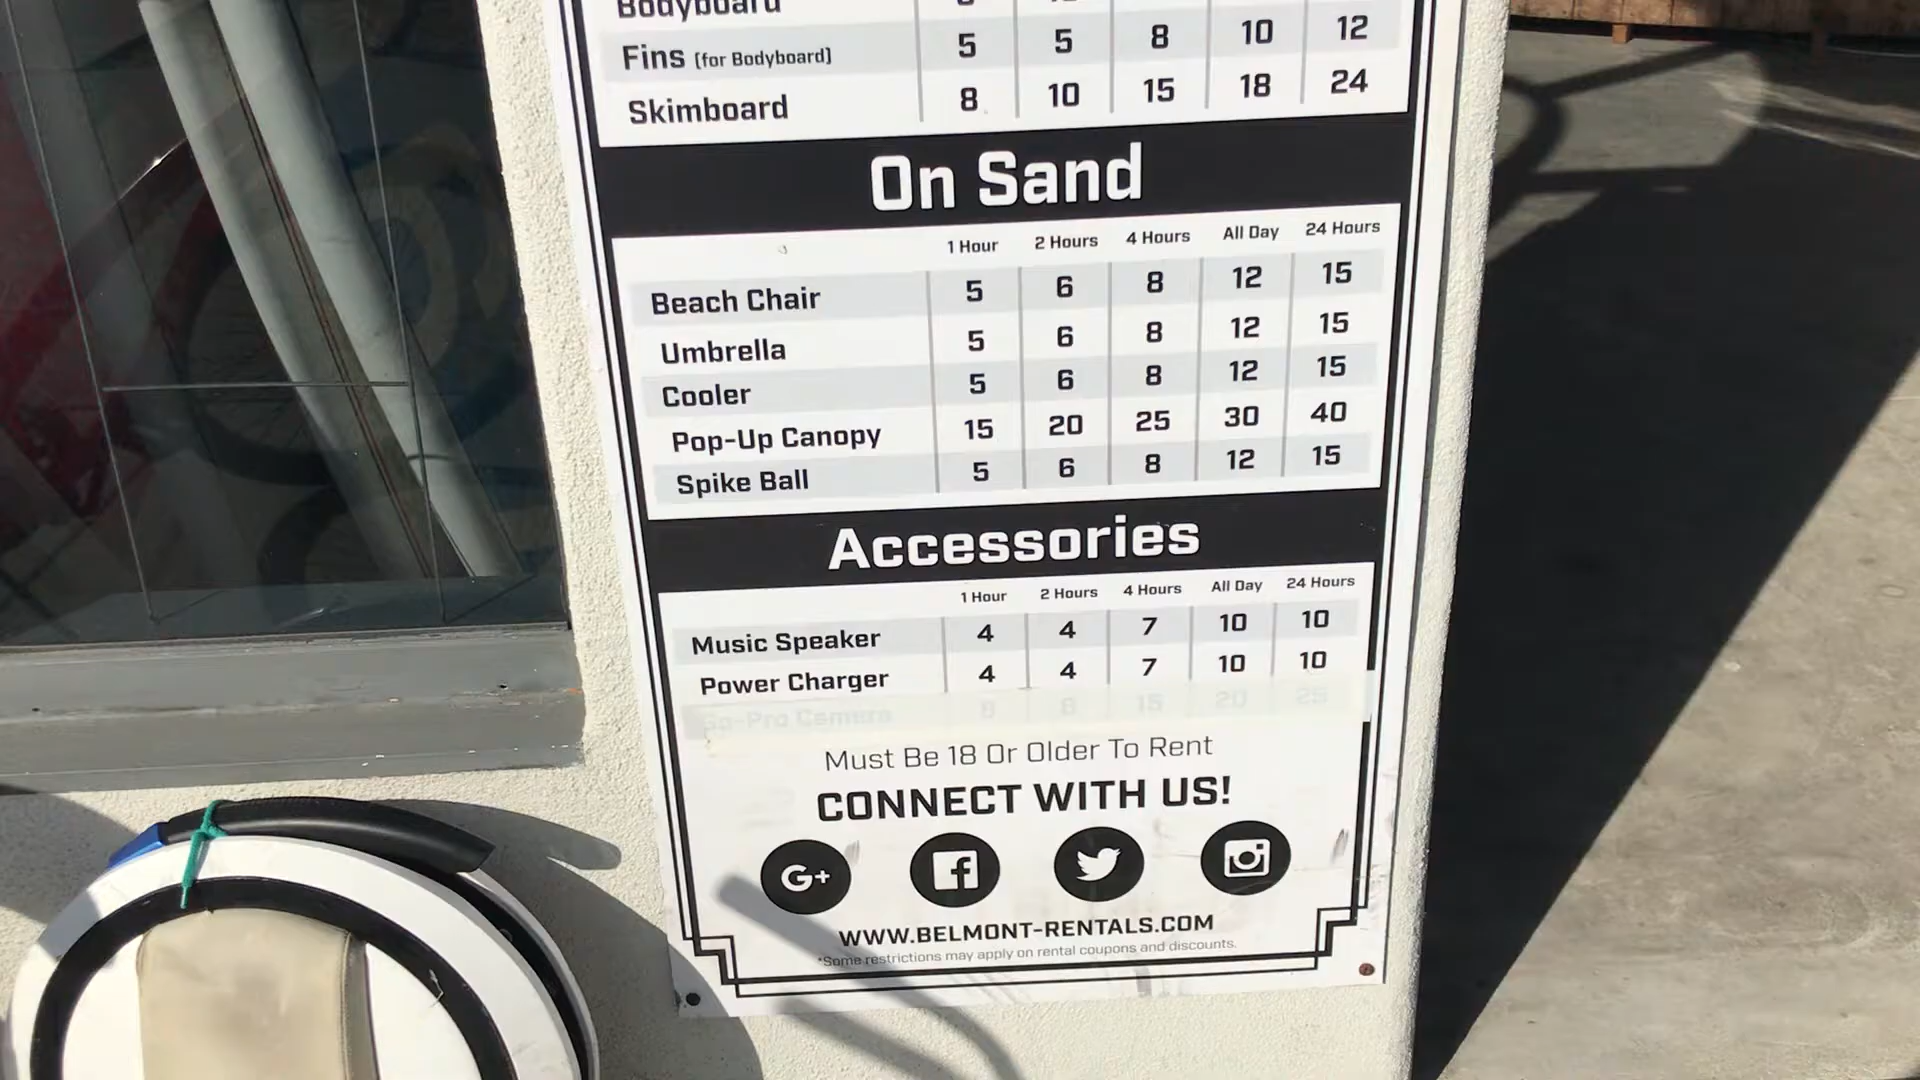 Bodyboard
Fins (for Bodyboard) 5 5 8 10 12
Skimboard 8 10 15 18 24
On Sand
1 Hour 2 Hours 4 Hours All Day 24 Hours
Beach Chair 5 6 8 12 15
Umbrella 5 6 8 12 15
Cooler 5 6 8 12 15
Pop-Up Canopy 15 20 25 30 40
Spike Ball 5 6 8 12 15
Accessories
1 Hour 2 Hours 4 Hours All Day 24 Hours
Music Speaker 4 4 7 10 10
Power Charger 4 4 7 10 10
Go-Pro Camera 8 8 15 20 25
Must Be 18 Or Older To Rent
CONNECT WITH US!
G+ f
WWW.BELMONT-RENTALS.COM
*Some restrictions may apply on rental coupons and discounts.